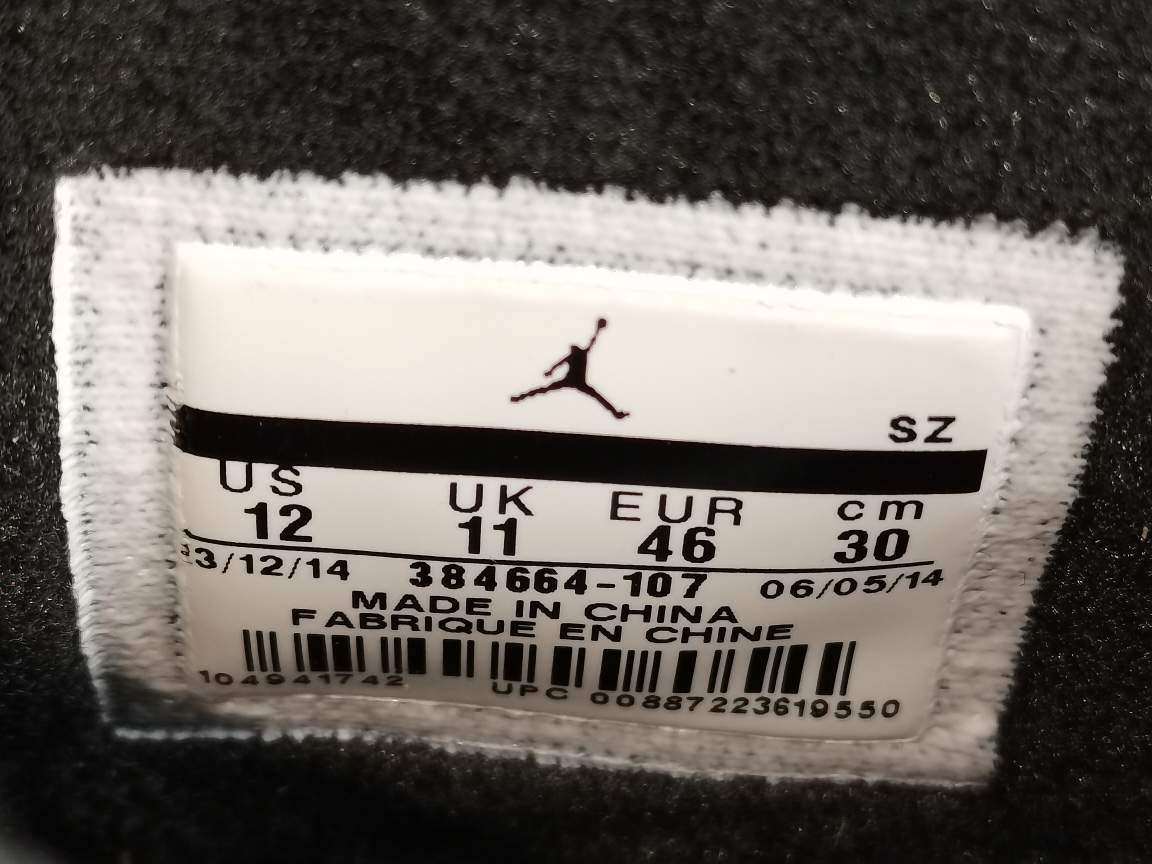 SZ
US UK EUR cm
12 11 46 30
3/12/14 384664-107 06/05/14
MADE IN CHINA
FABRIQUE EN CHINE
104941742 UPC 00887223619550